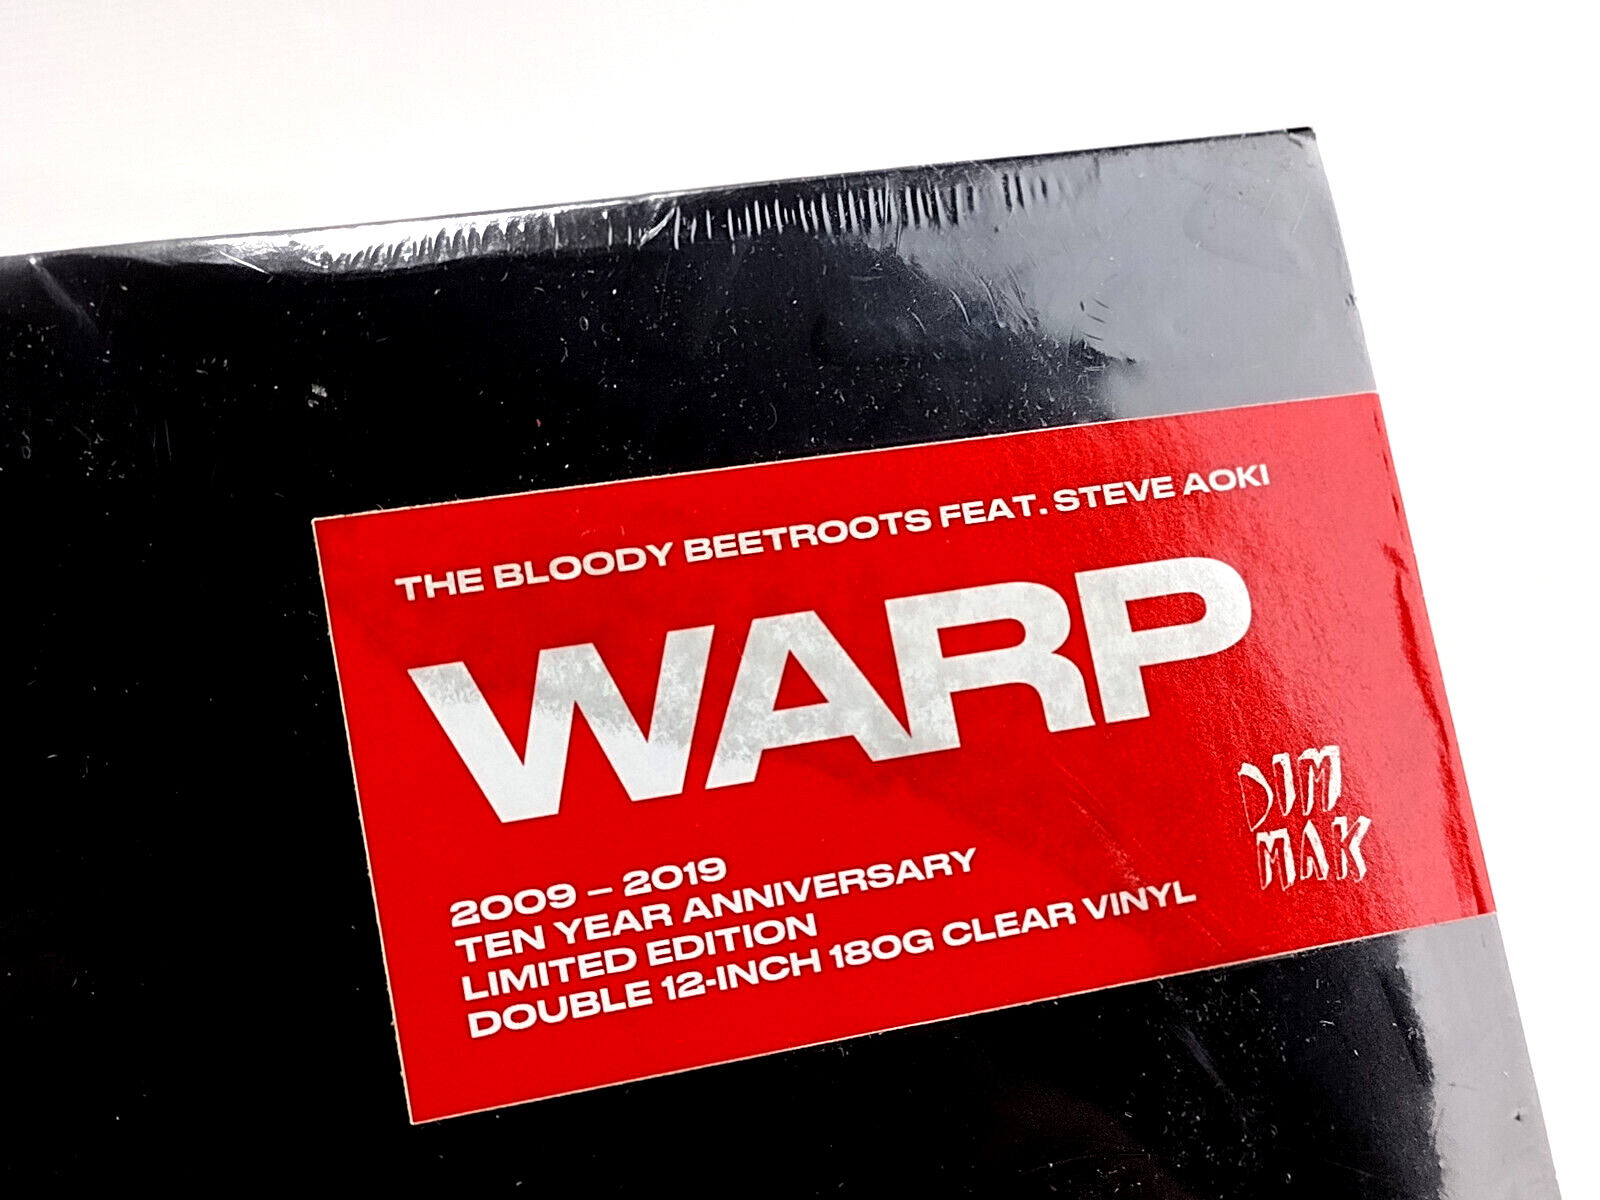 THE BLOODY BEETROOTS FEAT. STEVE AOKI
WARP
2009 – 2019
TEN YEAR ANNIVERSARY
LIMITED EDITION
DOUBLE 12-INCH 180G CLEAR VINYL
DIM
MAK